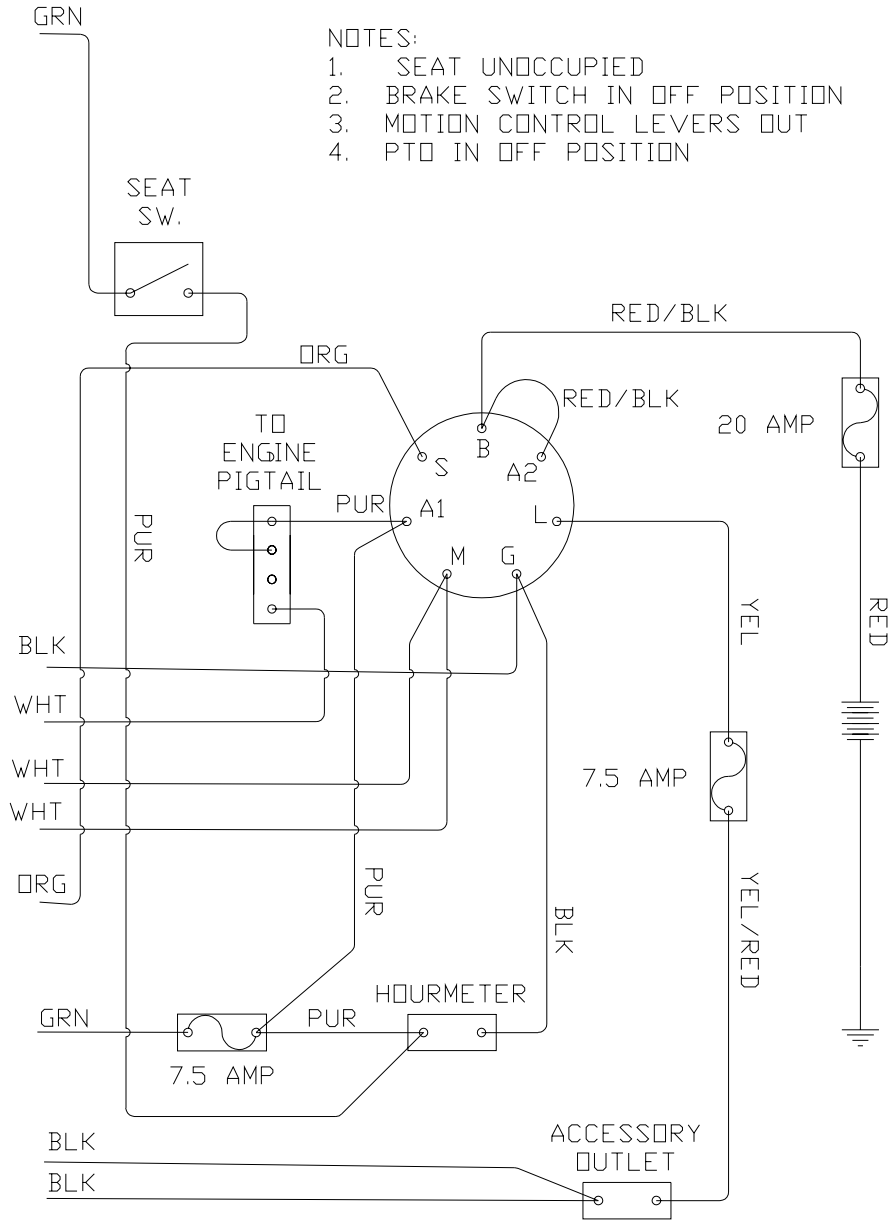 GRN
NOTES:
1. SEAT UNOCCUPIED
2. BRAKE SWITCH IN OFF POSITION
3. MOTION CONTROL LEVERS OUT
4. PTO IN OFF POSITION
SEAT
SW.
RED/BLK
ORG
RED/BLK
20 AMP
TO
ENGINE
PIGTAIL
B
S
A2
PUR
A1
L
M
G
PUR
YEL
RED
BLK
WHT
WHT
7.5 AMP
WHT
ORG
PUR
BLK
YEL/RED
HOURMETER
GRN
PUR
7.5 AMP
ACCESSORY
OUTLET
BLK
BLK